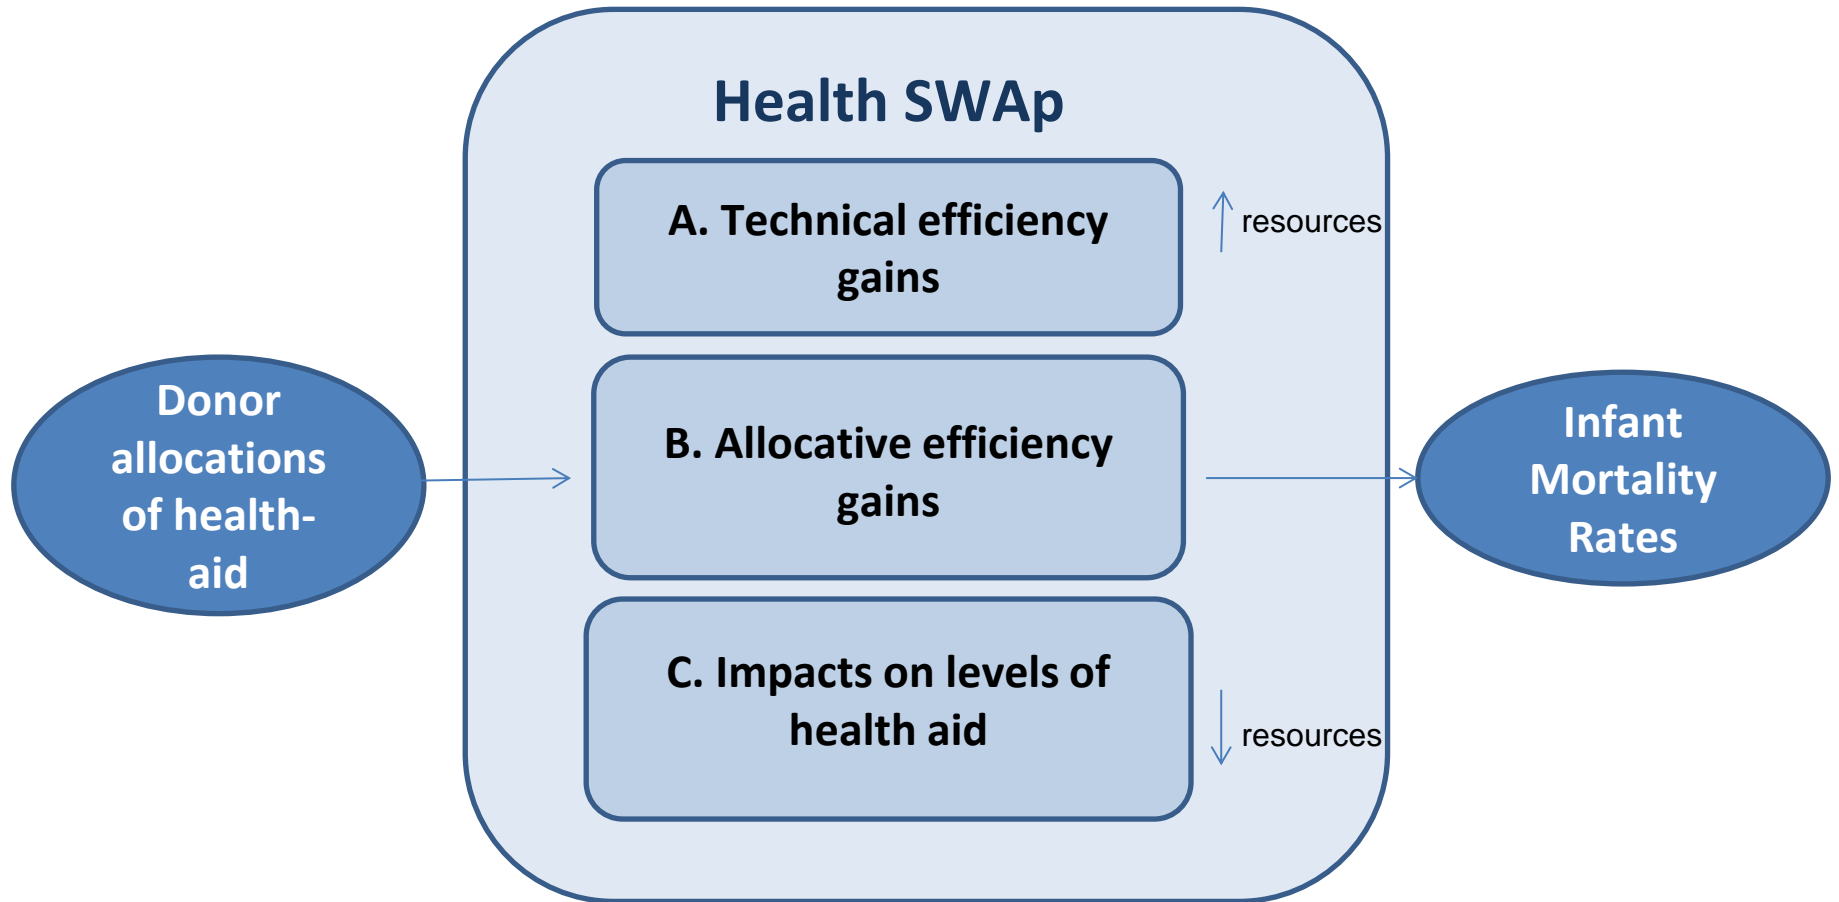 Health SWAp
A. Technical efficiency
gains
resources
Donor
allocations
of health-
aid
B. Allocative efficiency
gains
Infant
Mortality
Rates
C. Impacts on levels of
health aid
resources